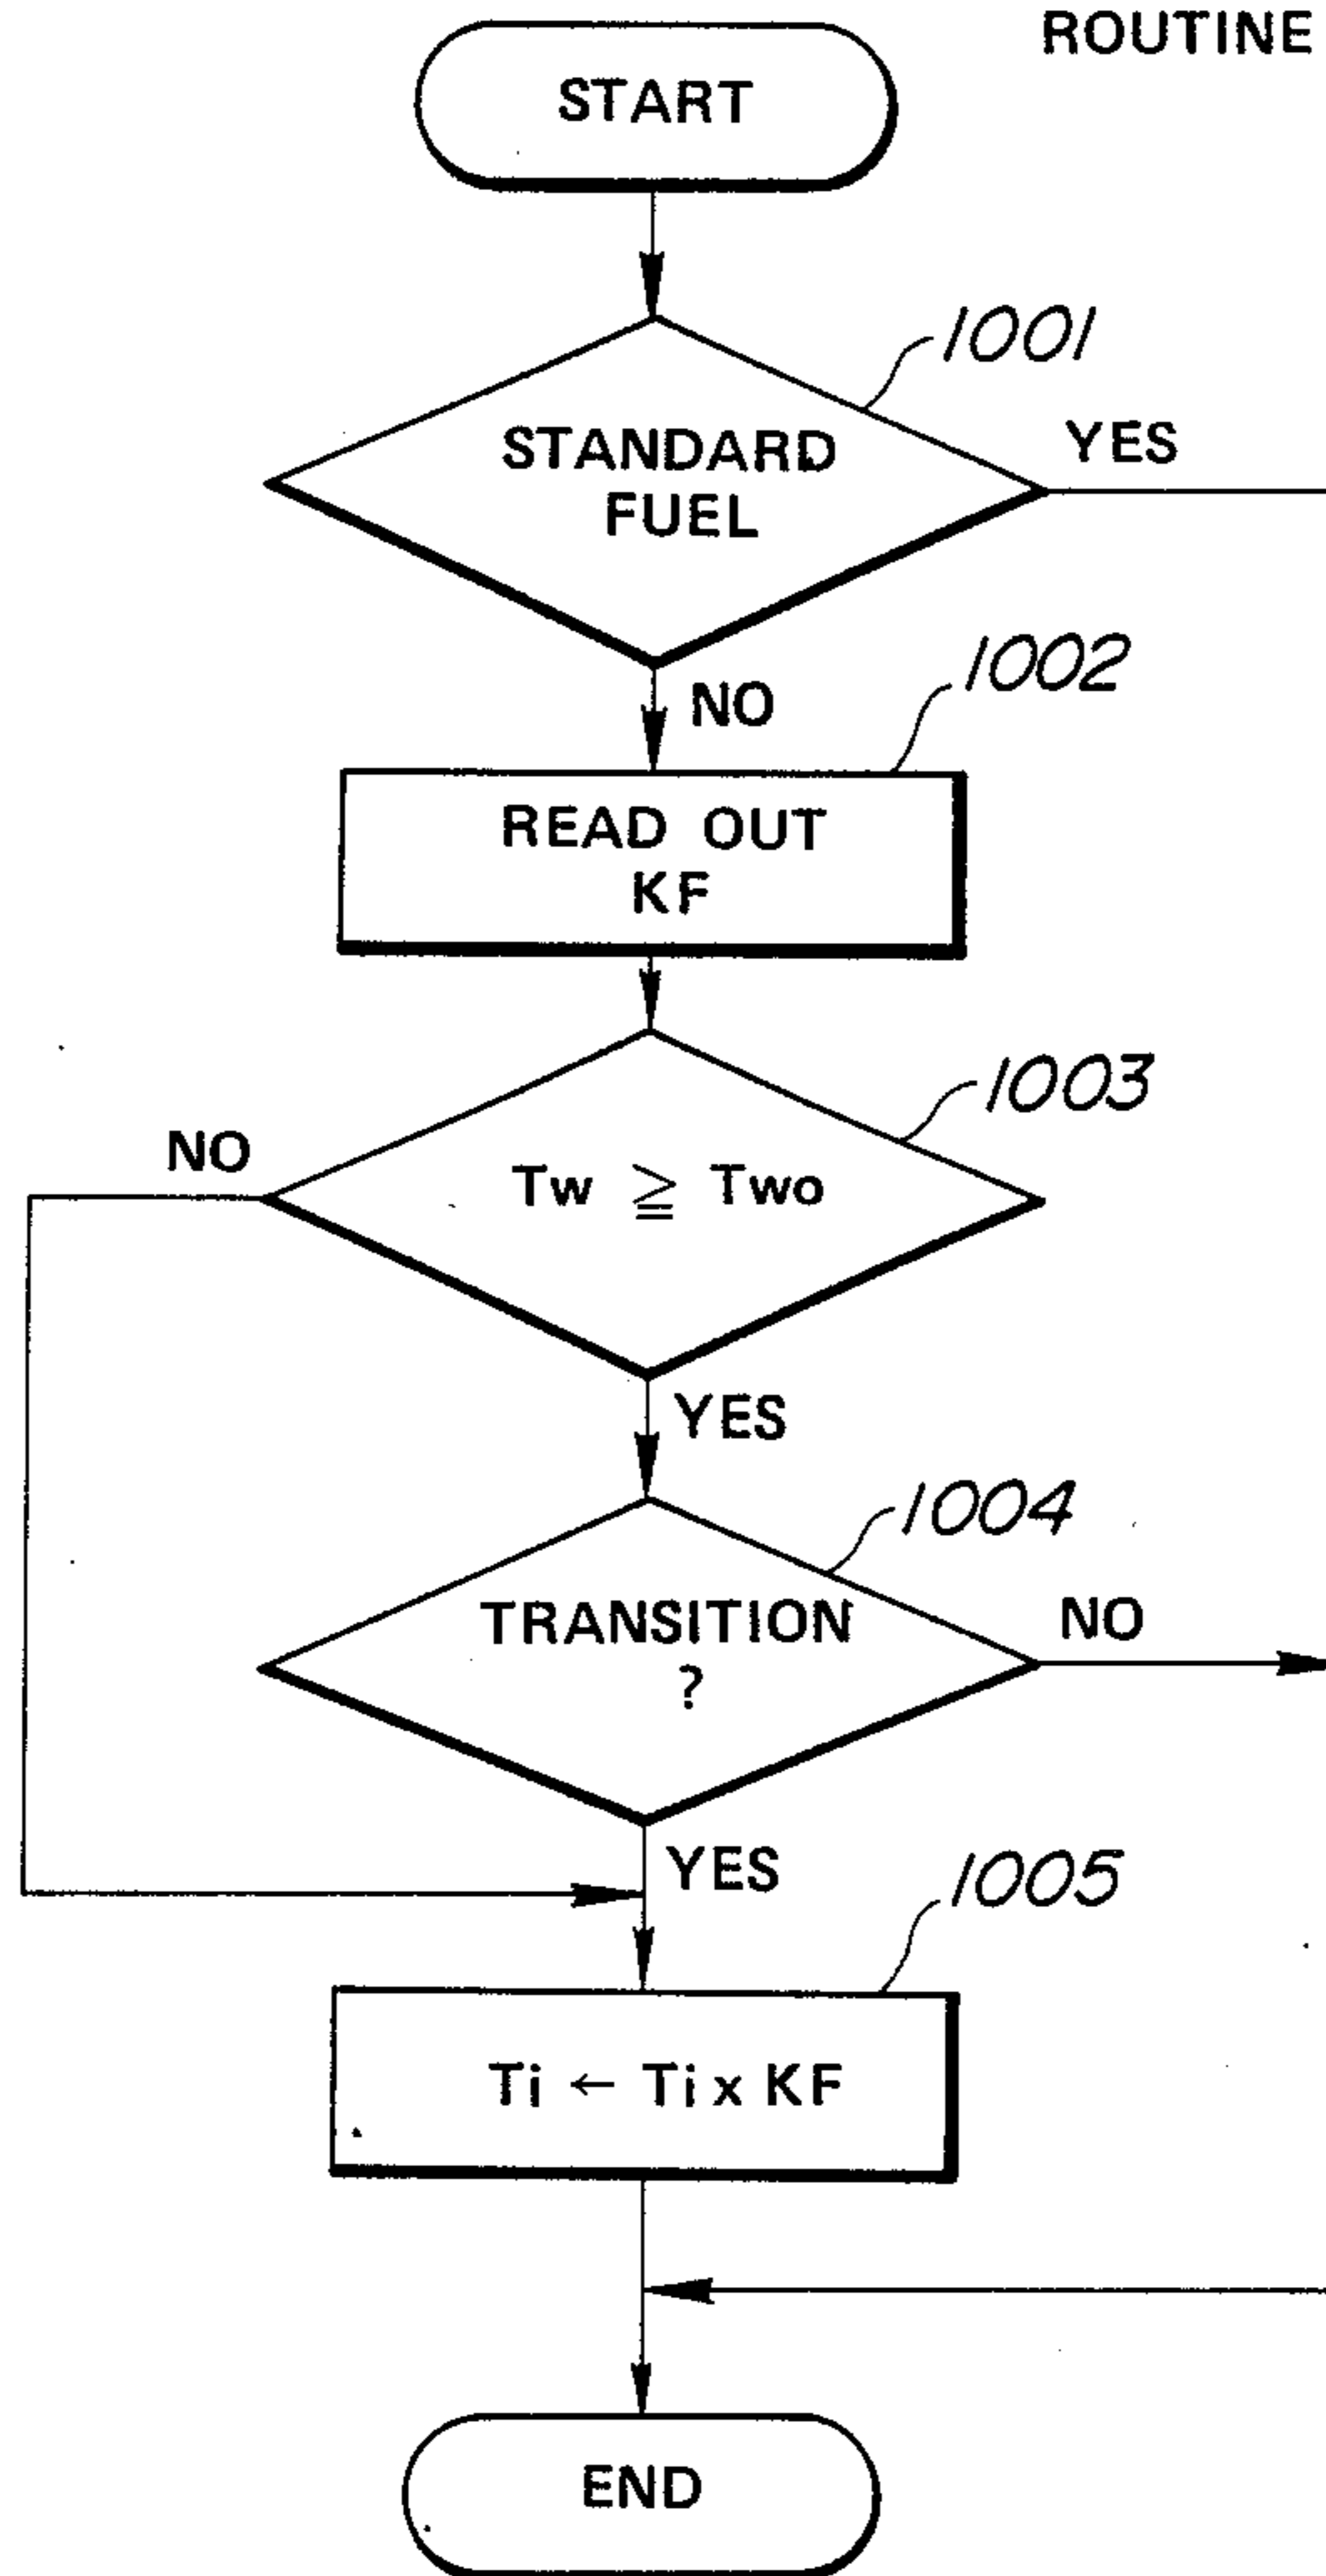 ROUTINE
START
1001
STANDARD
FUEL
YES
NO
1002
READ OUT
KF
1003
NO
Tw ≧ Two
YES
1004
TRANSITION
?
NO
YES
1005
Ti ← Ti x KF
END